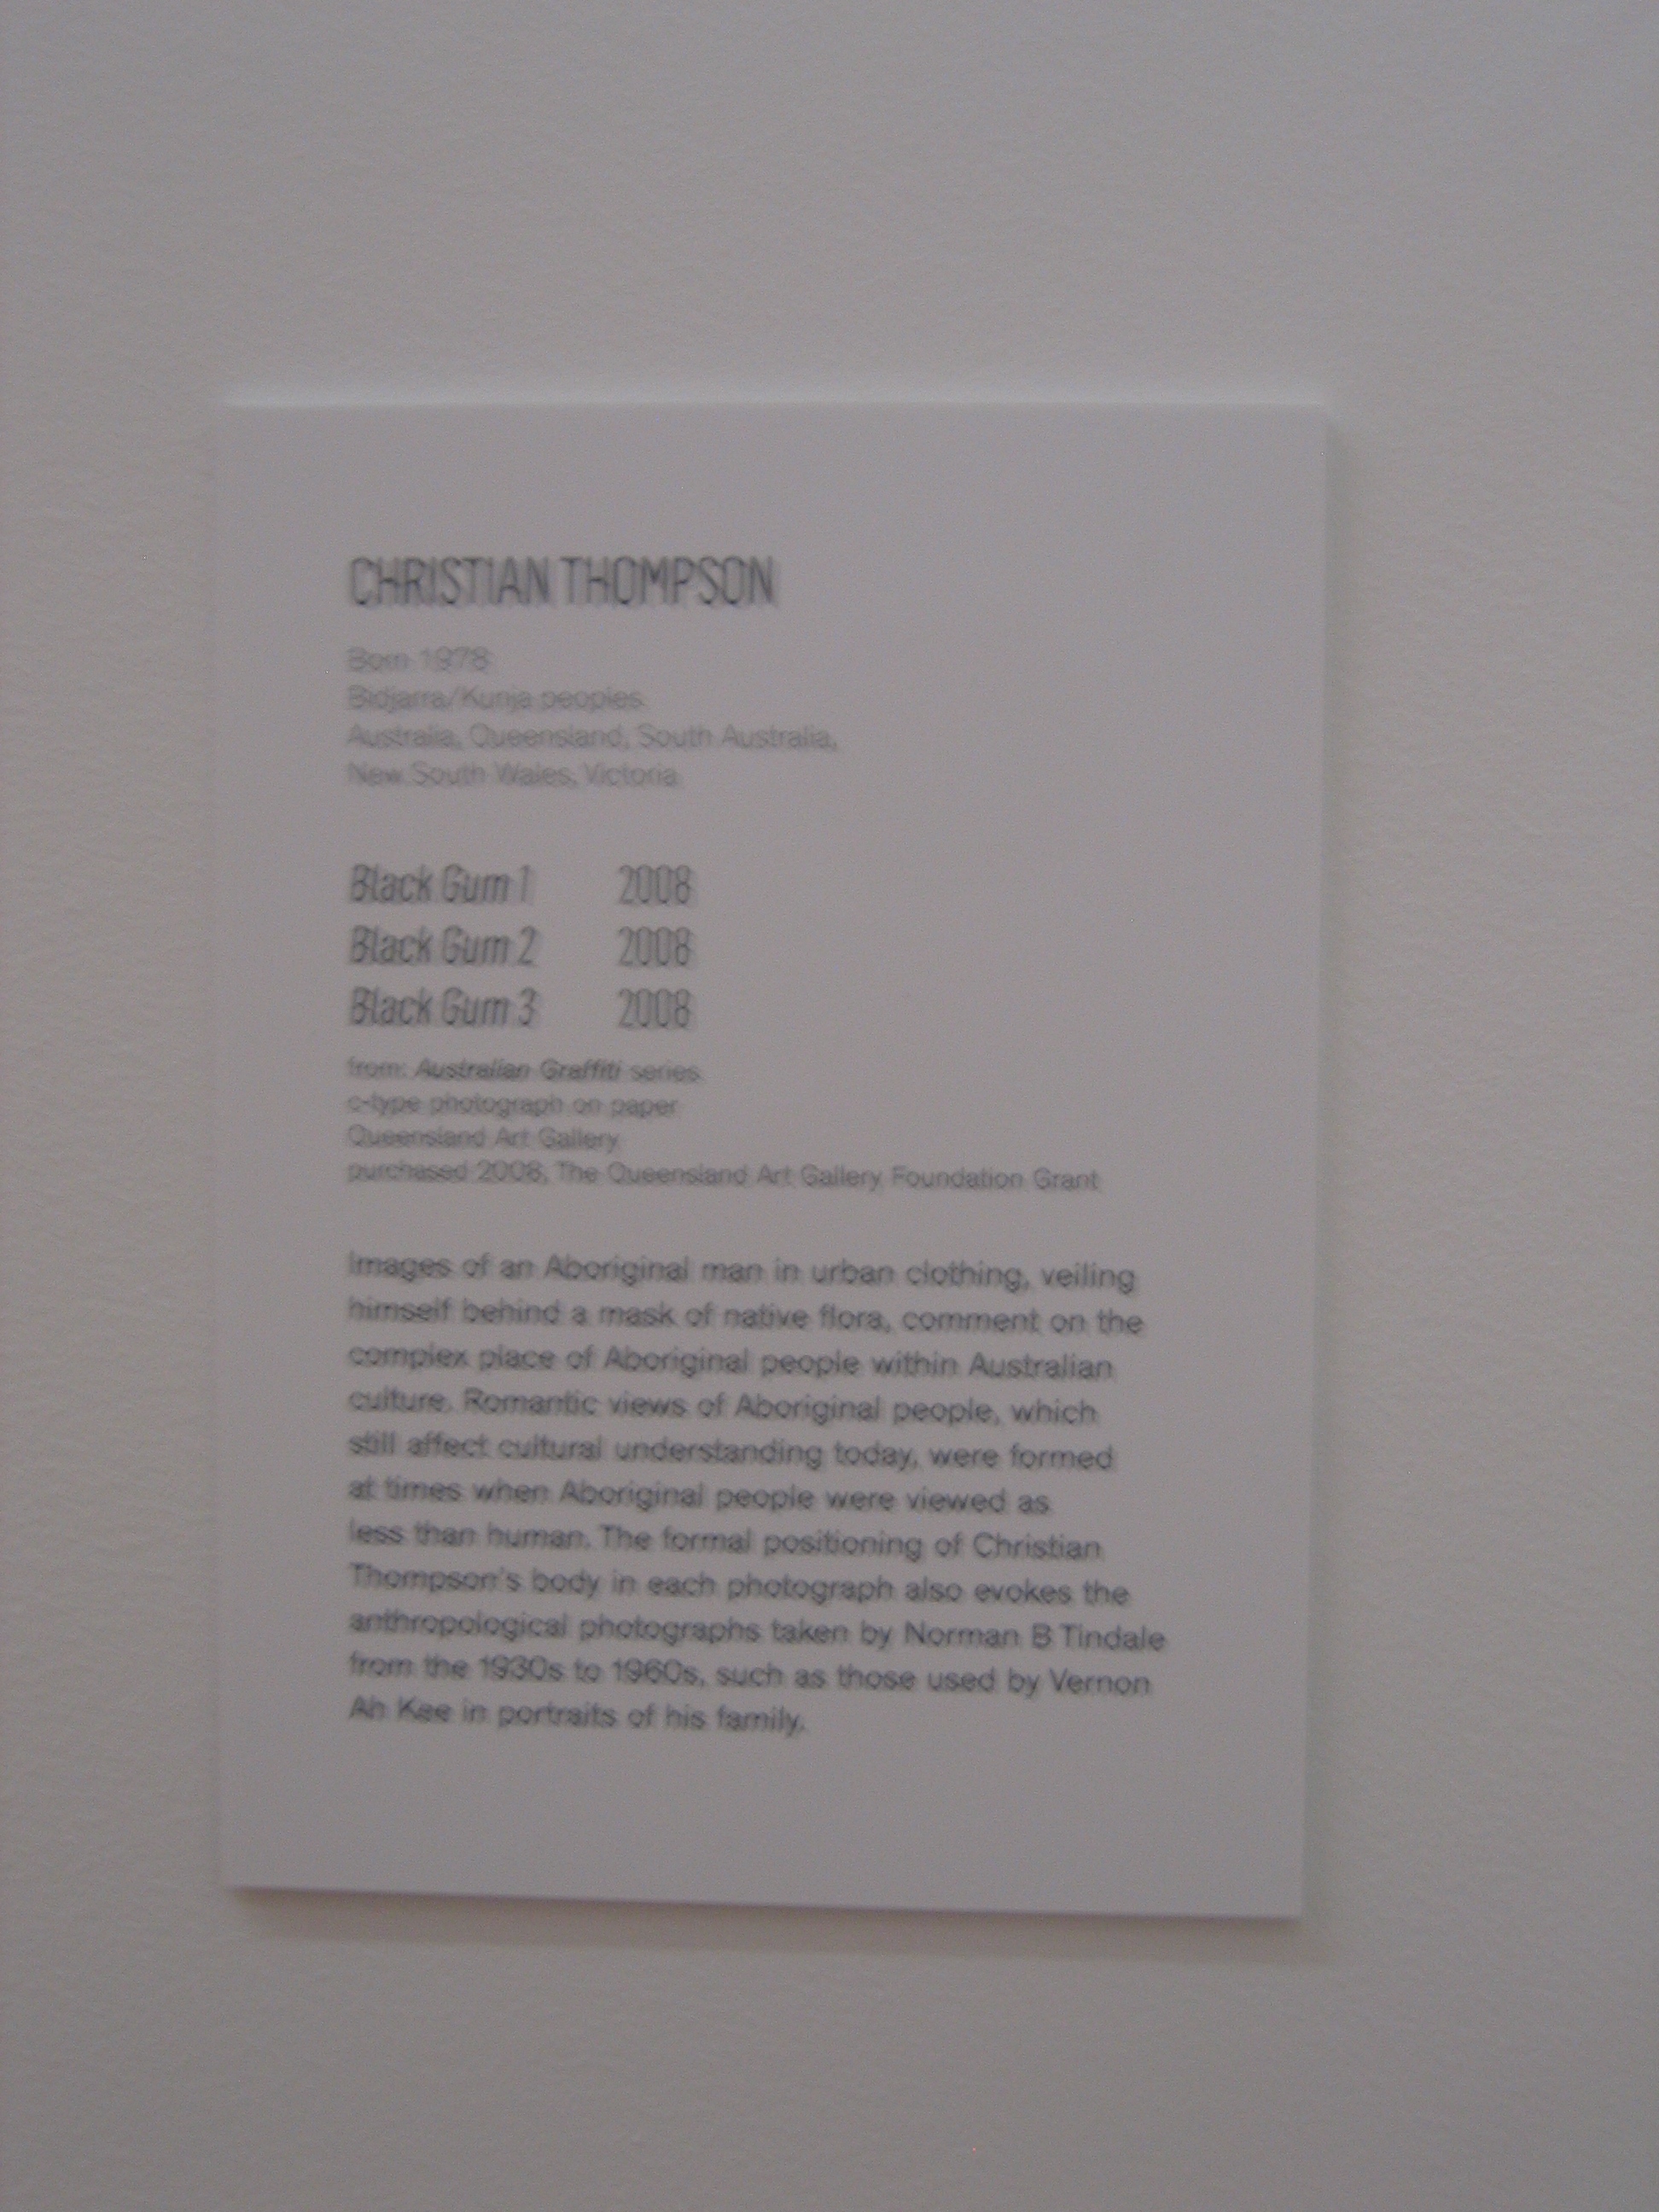 CHRISTIAN THOMPSON
Born 1978
Bidjarra/Kunja peoples
Australia, Queensland, South Australia,
New South Wales, Victoria
Black Gum 1 2008
Black Gum 2 2008
Black Gum 3 2008
from: Australian Graffiti series
c-type photograph on paper
Queensland Art Gallery
purchased 2008, The Queensland Art Gallery Foundation Grant
Images of an Aboriginal man in urban clothing, veiling
himself behind a mask of native flora, comment on the
complex place of Aboriginal people within Australian
culture. Romantic views of Aboriginal people, which
still affect cultural understanding today, were formed
at times when Aboriginal people were viewed as
less than human. The formal positioning of Christian
Thompson's body in each photograph also evokes the
anthropological photographs taken by Norman B Tindale
from the 1930s to 1960s, such as those used by Vernon
Ah Kee in portraits of his family.